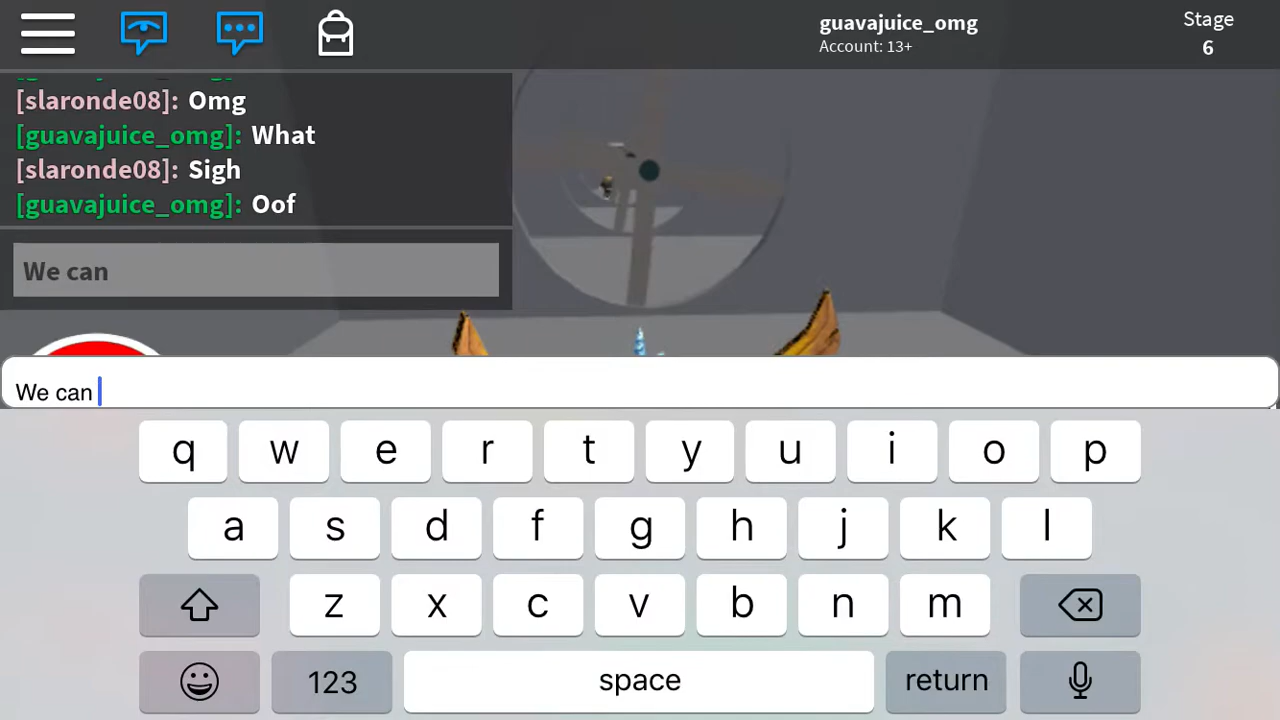 guavajuice_omg
Account: 13+
Stage
6
[slaronde08]: Omg
[guavajuice_omg]: What
[slaronde08]: Sigh
[guavajuice_omg]: Oof
We can
We can
q w e r t y u i o p
a s d f g h j k l
z x c v b n m
123 space return